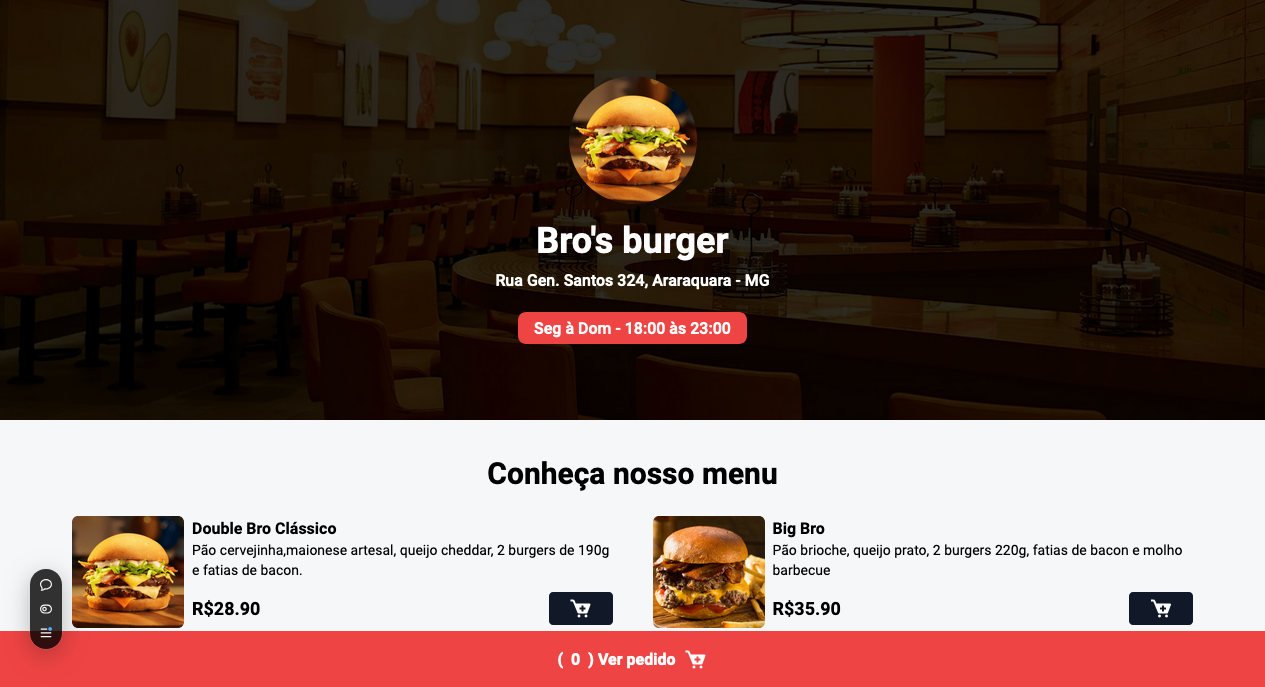 Bro's burger
Rua Gen. Santos 324, Araraquara - MG
Seg à Dom - 18:00 às 23:00
Conheça nosso menu
Double Bro Clássico
Pão cervejinha,maionese artesal, queijo cheddar, 2 burgers de 190g
e fatias de bacon.
R$28.90
Big Bro
Pão brioche, queijo prato, 2 burgers 220g, fatias de bacon e molho
barbecue
R$35.90
( 0 ) Ver pedido